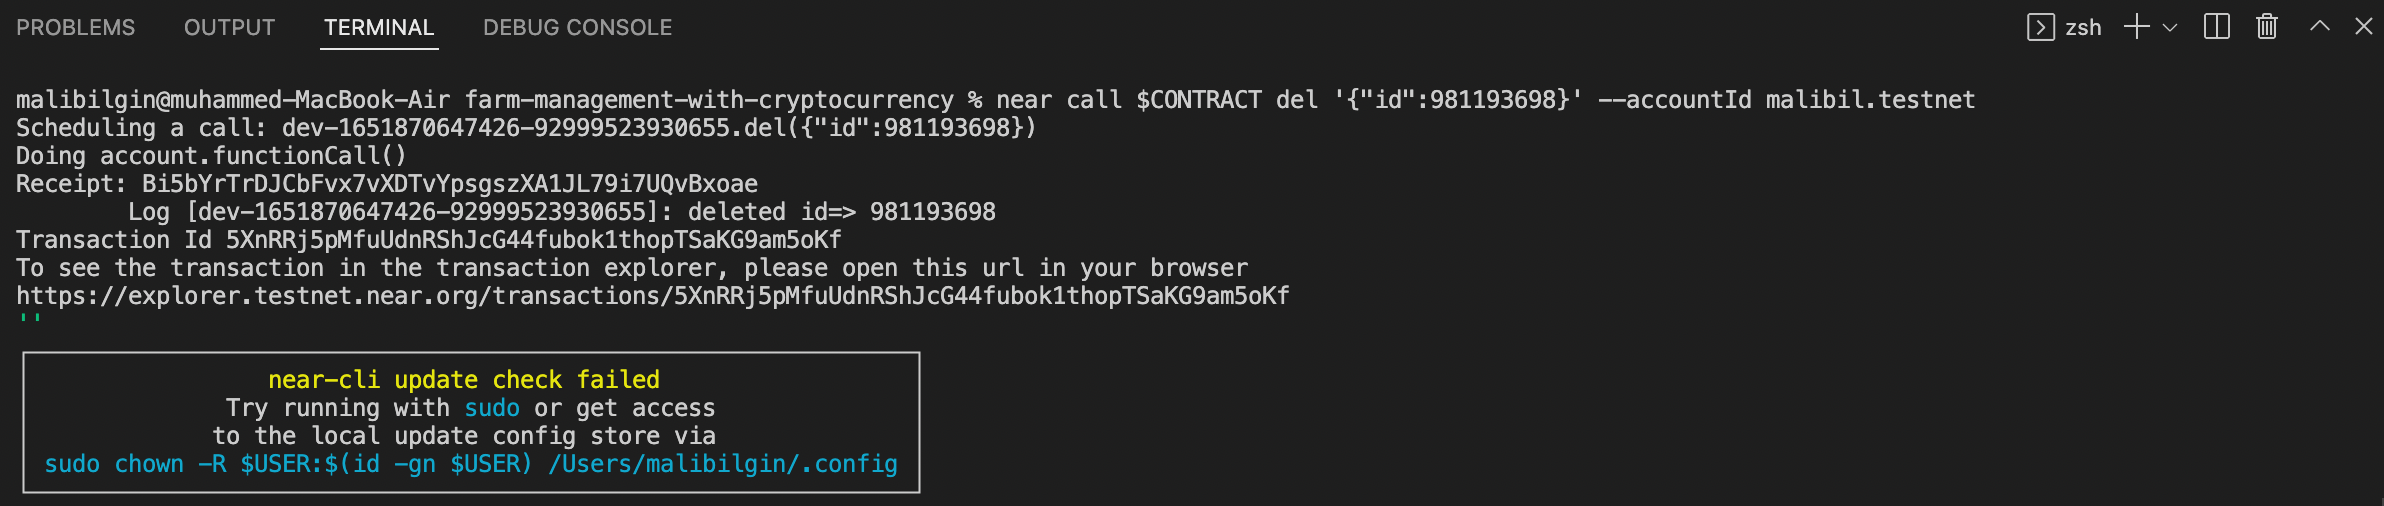 PROBLEMS OUTPUT TERMINAL DEBUG CONSOLE zsh
malibilgin@muhammed-MacBook-Air farm-management-with-cryptocurrency % near call $CONTRACT del '{"id":981193698}' --accountId malibil.testnet
Scheduling a call: dev-1651870647426-92999523930655.del({"id":981193698})
Doing account.functionCall()
Receipt: Bi5bYrTrDJCbFvx7vXDTvYpsgszXA1JL79i7UQvBxoae
Log [dev-1651870647426-92999523930655]: deleted id=> 981193698
Transaction Id 5XnRRj5pMfuUdnRShJcG44fubok1thopTSaKG9am5oKf
To see the transaction in the transaction explorer, please open this url in your browser
https://explorer.testnet.near.org/transactions/5XnRRj5pMfuUdnRShJcG44fubok1thopTSaKG9am5oKf
''
near-cli update check failed
Try running with sudo or get access
to the local update config store via
sudo chown -R $USER:$(id -gn $USER) /Users/malibilgin/.config